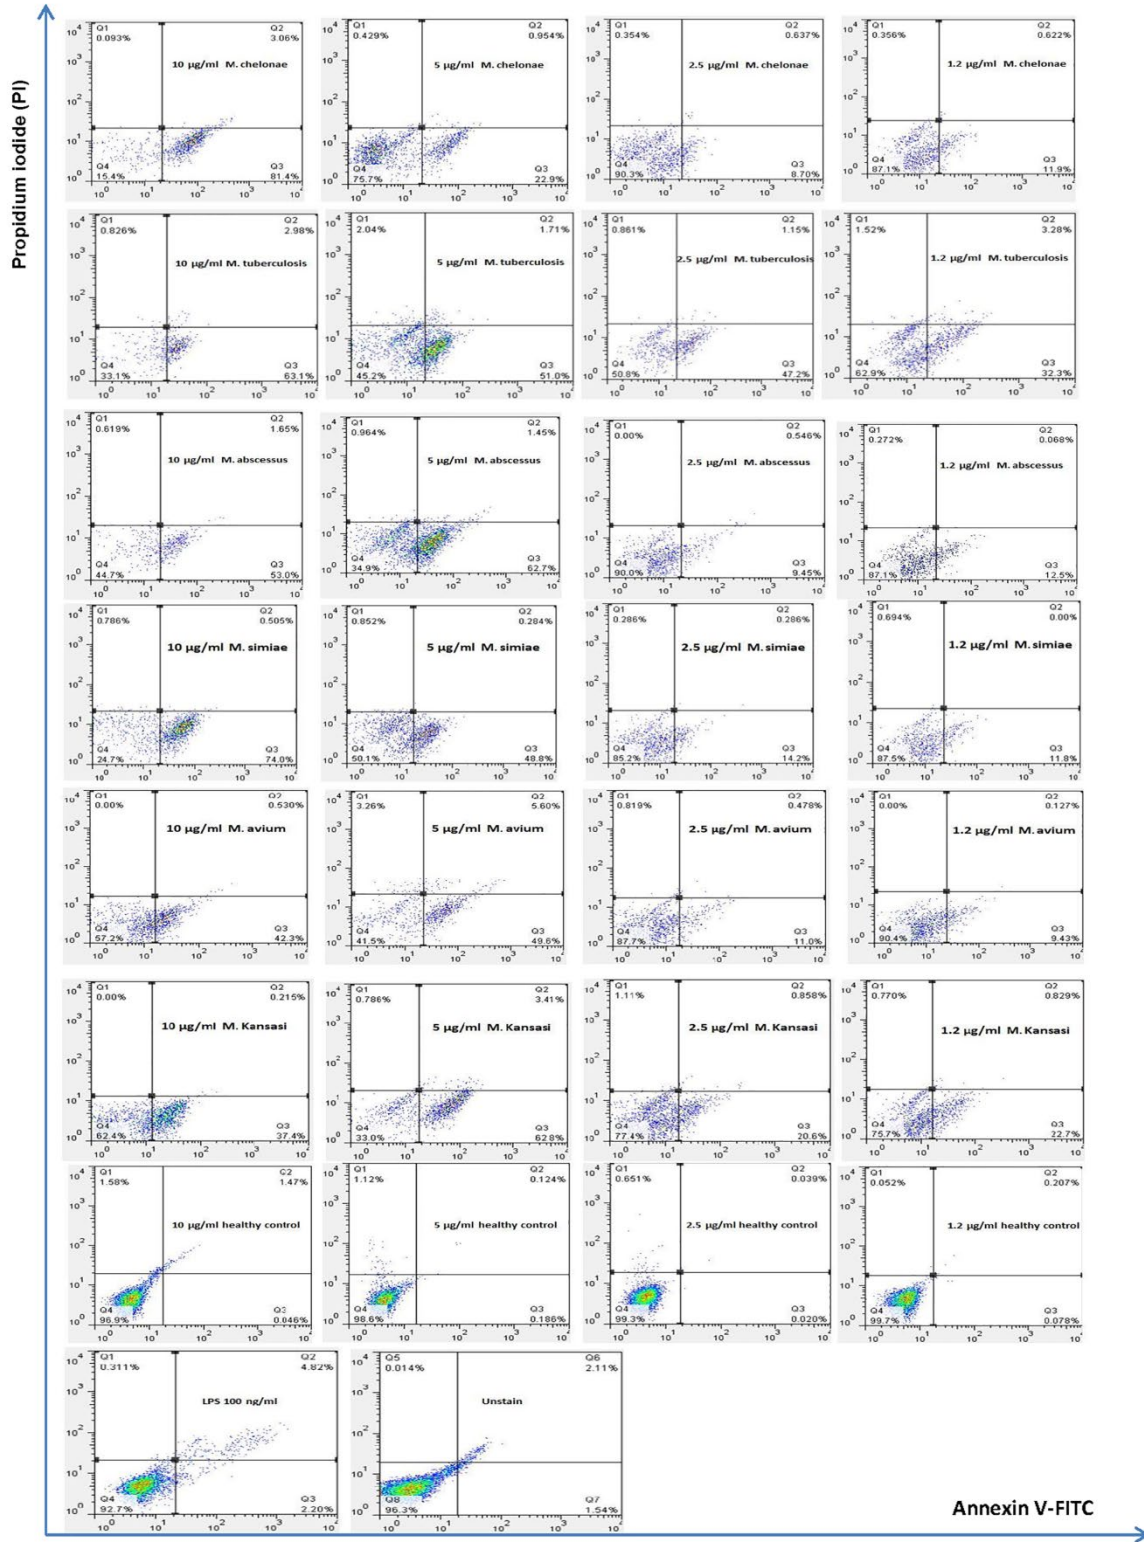 Propidium iodide (PI)
Q1 Q2
0.093% 3.06%
10 µg/ml M. chelonae
Q4 Q3
15.4% 81.4%
Q1 Q2
0.429% 0.954%
5 µg/ml M. chelonae
Q4 Q3
75.7% 22.9%
Q1 Q2
0.354% 0.637%
2.5 µg/ml M. chelonae
Q4 Q3
90.3% 8.70%
Q1 Q2
0.356% 0.622%
1.2 µg/ml M. chelonae
Q4 Q3
87.1% 11.9%
Q1 Q2
0.826% 2.98%
10 µg/ml M. tuberculosis
Q4 Q3
33.1% 63.1%
Q1 Q2
2.04% 1.71%
5 µg/ml M. tuberculosis
Q4 Q3
45.2% 51.0%
Q1 Q2
0.861% 1.15%
2.5 µg/ml M. tuberculosis
Q4 Q3
50.8% 47.2%
Q1 Q2
1.52% 3.28%
1.2 µg/ml M. tuberculosis
Q4 Q3
62.9% 32.3%
Q1 Q2
0.619% 1.65%
10 µg/ml M. abscessus
Q4 Q3
44.7% 53.0%
Q1 Q2
0.964% 1.45%
5 µg/ml M. abscessus
Q4 Q3
34.9% 62.7%
Q1 Q2
0.00% 0.546%
2.5 µg/ml M. abscessus
Q4 Q3
90.0% 9.45%
Q1 Q2
0.272% 0.068%
1.2 µg/ml M. abscessus
Q4 Q3
87.1% 12.5%
Q1 Q2
0.786% 0.505%
10 µg/ml M. simiae
Q4 Q3
24.7% 74.0%
Q1 Q2
0.852% 0.284%
5 µg/ml M. simiae
Q4 Q3
50.1% 48.8%
Q1 Q2
0.286% 0.286%
2.5 µg/ml M. simiae
Q4 Q3
85.2% 14.2%
Q1 Q2
0.694% 0.00%
1.2 µg/ml M. simiae
Q4 Q3
87.5% 11.8%
Q1 Q2
0.00% 0.530%
10 µg/ml M. avium
Q4 Q3
57.2% 42.3%
Q1 Q2
3.26% 5.60%
5 µg/ml M. avium
Q4 Q3
41.5% 49.6%
Q1 Q2
0.819% 0.478%
2.5 µg/ml M. avium
Q4 Q3
87.7% 11.0%
Q1 Q2
0.00% 0.127%
1.2 µg/ml M. avium
Q4 Q3
90.4% 9.43%
Q1 Q2
0.00% 0.215%
10 µg/ml M. Kansasi
Q4 Q3
62.4% 37.4%
Q1 Q2
0.786% 3.41%
5 µg/ml M. Kansasi
Q4 Q3
33.0% 62.8%
Q1 Q2
1.11% 0.858%
2.5 µg/ml M. Kansasi
Q4 Q3
77.4% 20.6%
Q1 Q2
0.770% 0.829%
1.2 µg/ml M. Kansasi
Q4 Q3
75.7% 22.7%
Q1 Q2
1.58% 1.47%
10 µg/ml healthy control
Q4 Q3
96.9% 0.046%
Q1 Q2
1.12% 0.124%
5 µg/ml healthy control
Q4 Q3
98.6% 0.186%
Q1 Q2
0.651% 0.039%
2.5 µg/ml healthy control
Q4 Q3
99.3% 0.020%
Q1 Q2
0.052% 0.207%
1.2 µg/ml healthy control
Q4 Q3
99.7% 0.078%
Q1 Q2
0.311% 4.82%
LPS 100 ng/ml
Q4 Q3
92.7% 2.20%
Q5 Q6
0.014% 2.11%
Unstain
Q8 Q7
96.3% 1.54%
Annexin V-FITC